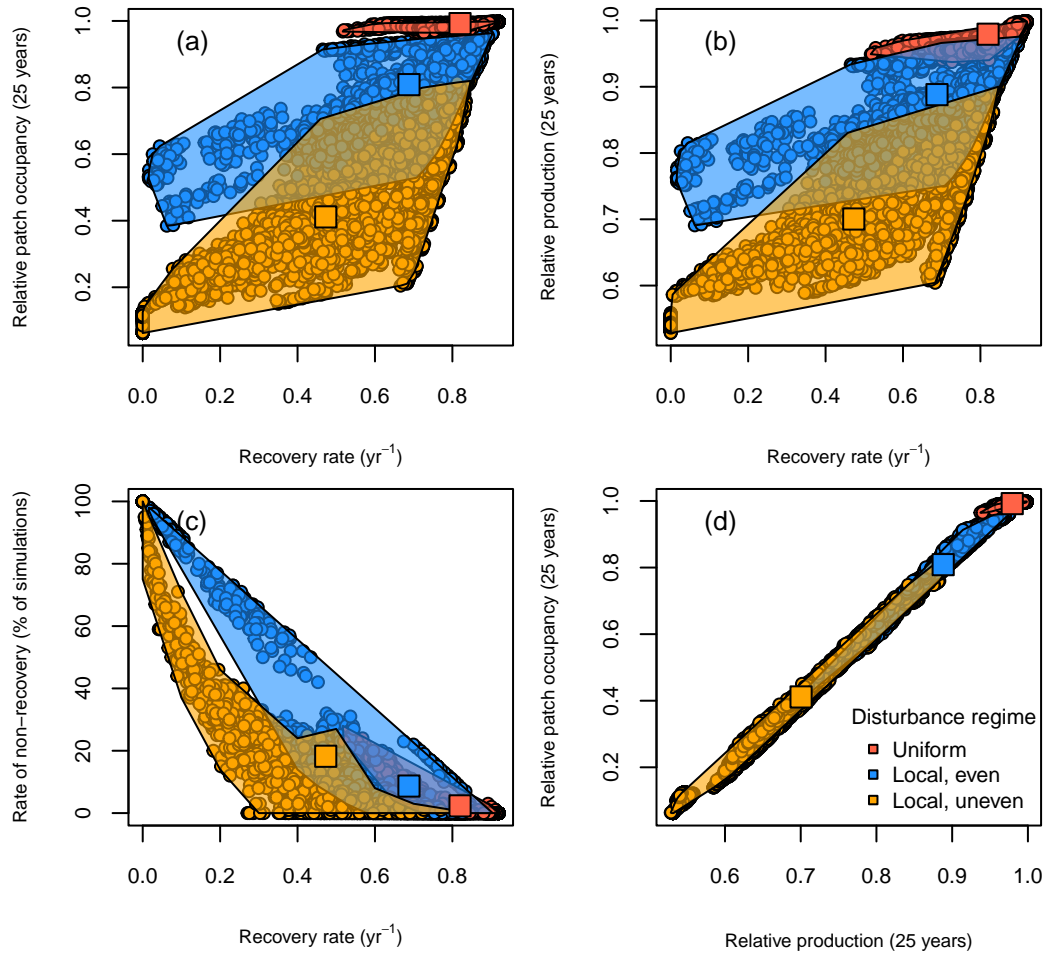 (a)
Relative patch occupancy (25 years)
1.0
0.8
0.6
0.4
0.2
0.0 0.2 0.4 0.6 0.8
Recovery rate (yr⁻¹)
(b)
Relative production (25 years)
1.0
0.9
0.8
0.7
0.6
0.0 0.2 0.4 0.6 0.8
Recovery rate (yr⁻¹)
(c)
Rate of non−recovery (% of simulations)
100
80
60
40
20
0
0.0 0.2 0.4 0.6 0.8
Recovery rate (yr⁻¹)
(d)
Relative patch occupancy (25 years)
1.0
0.8
0.6
0.4
0.2
Disturbance regime
Uniform
Local, even
Local, uneven
0.6 0.7 0.8 0.9 1.0
Relative production (25 years)